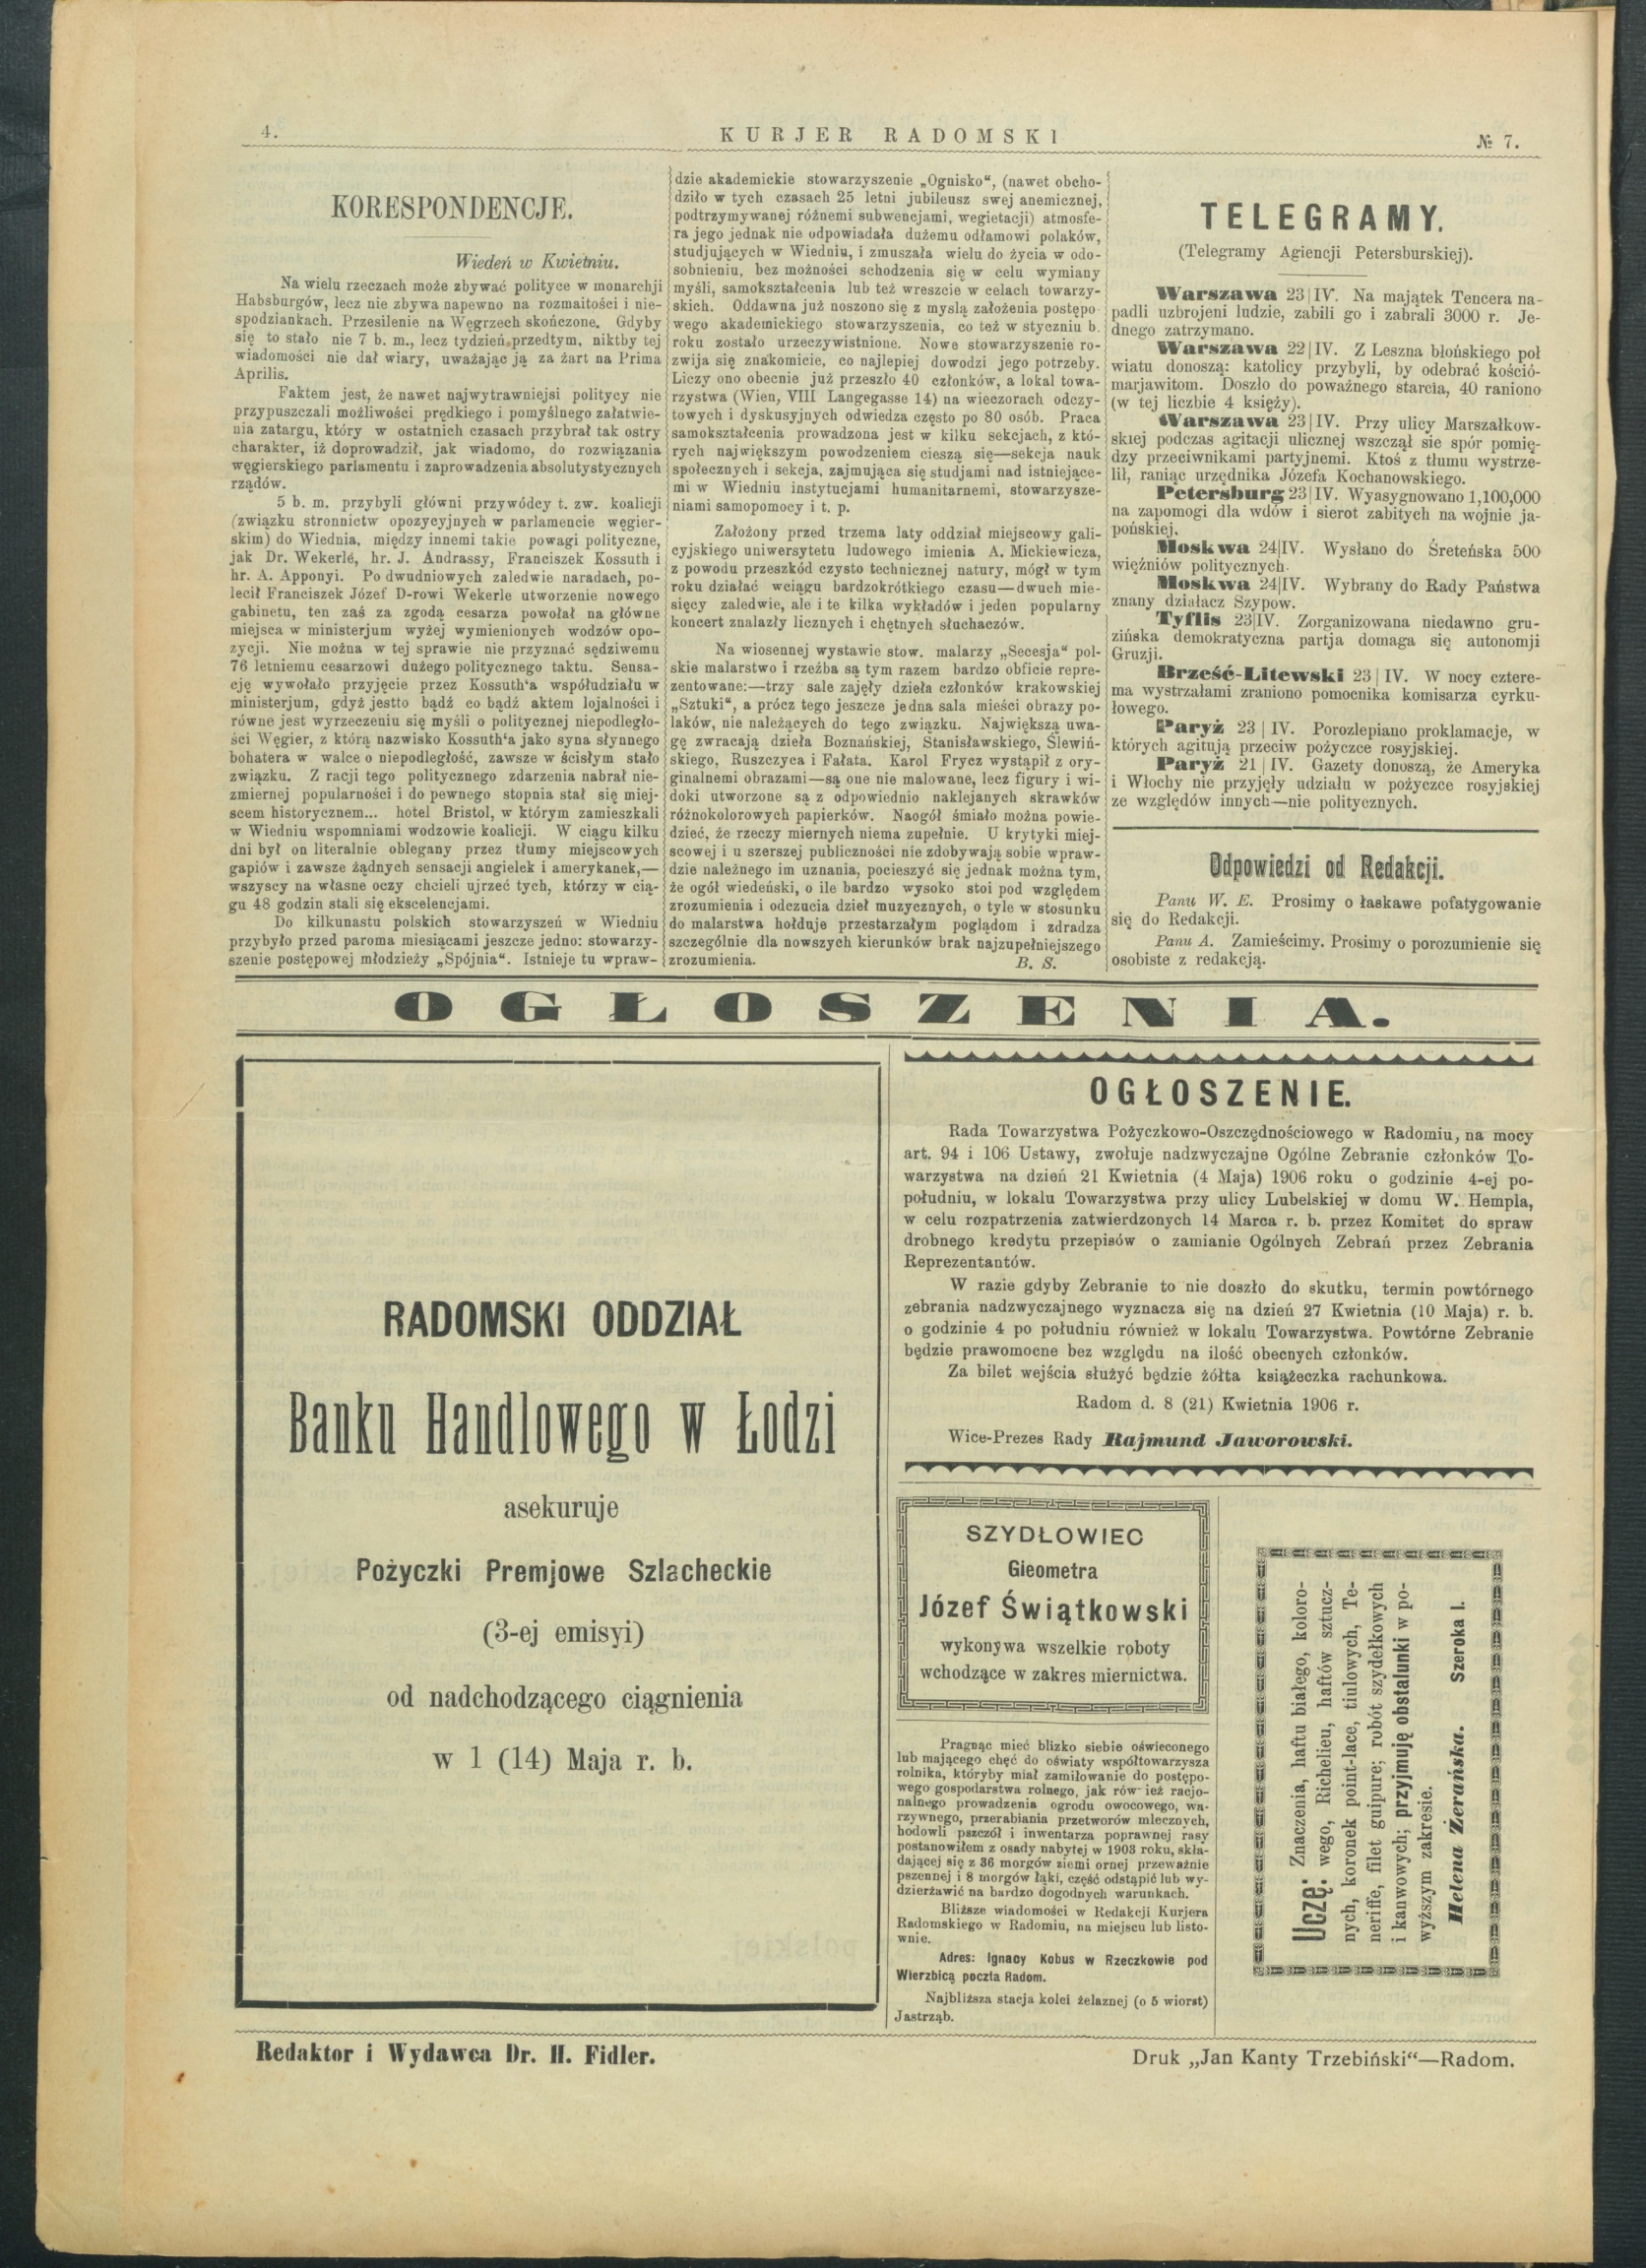 4.
KURJER RADOMSKI
№ 7.
KORESPONDENCJE.
Wiedeń w Kwietniu.
Na wielu rzeczach może zbywać polityce w monarchji
Habsburgów, lecz nie zbywa napewno na rozmaitości i nie-
spodziankach. Przesilenie na Węgrzech skończone. Gdyby
się to stało nie 7 b. m., lecz tydzień przedtym, niktby tej
wiadomości nie dał wiary, uważając ją za żart na Prima
Aprilis.
Faktem jest, że nawet najwytrawniejsi politycy nie
przypuszczali możliwości prędkiego i pomyślnego załatwie-
nia zatargu, który w ostatnich czasach przybrał tak ostry
charakter, iż doprowadził, jak wiadomo, do rozwiązania
węgierskiego parlamentu i zaprowadzenia absolutystycznych
rządów.
5 b. m. przybyli główni przywódcy t. zw. koalicji
(związku stronnictw opozycyjnych w parlamencie węgier-
skim) do Wiednia, między innemi takie powagi polityczne,
jak Dr. Wekerlé, hr. J. Andrassy, Franciszek Kossuth i
hr. A. Apponyi. Po dwudniowych zaledwie naradach, po-
lecił Franciszek Józef D-rowi Wekerle utworzenie nowego
gabinetu, ten zaś za zgodą cesarza powołał na główne
miejsca w ministerjum wyżej wymienionych wodzów opo-
zycji. Nie można w tej sprawie nie przyznać sędziwemu
76 letniemu cesarzowi dużego politycznego taktu. Sensa-
cję wywołało przyjęcie przez Kossuth'a współudziału w
ministerjum, gdyż jestto bądź co bądź aktem lojalności i
równe jest wyrzeczeniu się myśli o politycznej niepodległo-
ści Węgier, z którą nazwisko Kossuth'a jako syna słynnego
bohatera w walce o niepodległość, zawsze w ścisłym stało
związku. Z racji tego politycznego zdarzenia nabrał nie-
zmiernej popularności i do pewnego stopnia stał się miej-
scem historycznem... hotel Bristol, w którym zamieszkali
w Wiedniu wspomniami wodzowie koalicji. W ciągu kilku
dni był on literalnie oblegany przez tłumy miejscowych
gapiów i zawsze żądnych sensacji angielek i amerykanek,—
wszyscy na własne oczy chcieli ujrzeć tych, którzy w cią-
gu 48 godzin stali się ekscelencjami.
Do kilkunastu polskich stowarzyszeń w Wiedniu
przybyło przed paroma miesiącami jeszcze jedno: stowarzy-
szenie postępowej młodzieży „Spójnia“. Istnieje tu wpraw-
dzie akademickie stowarzyszenie „Ognisko“, (nawet obcho-
dziło w tych czasach 25 letni jubileusz swej anemicznej,
podtrzymywanej różnemi subwencjami, wegietacji) atmosfe-
ra jego jednak nie odpowiadała dużemu odłamowi polaków,
studjujących w Wiedniu, i zmuszała wielu do życia w odo-
sobnieniu, bez możności schodzenia się w celu wymiany
myśli, samokształcenia lub też wreszcie w celach towarzy-
skich. Oddawna już noszono się z myslą założenia postępo
wego akademickiego stowarzyszenia, co też w styczniu b.
roku zostało urzeczywistnione. Nowe stowarzyszenie ro-
zwija się znakomicie, co najlepiej dowodzi jego potrzeby.
Liczy ono obecnie już przeszło 40 członków, a lokal towa-
rzystwa (Wien, VIII Langegasse 14) na wieczorach odczy-
towych i dyskusyjnych odwiedza często po 80 osób. Praca
samokształcenia prowadzona jest w kilku sekcjach, z któ-
rych największym powodzeniem cieszą się—sekcja nauk
społecznych i sekcja, zajmująca się studjami nad istniejące-
mi w Wiedniu instytucjami humanitarnemi, stowarzysze-
niami samopomocy i t. p.
Założony przed trzema laty oddział miejscowy gali-
cyjskiego uniwersytetu ludowego imienia A. Mickiewicza,
z powodu przeszkód czysto technicznej natury, mógł w tym
roku działać wciągu bardzokrótkiego czasu—dwuch mie-
sięcy zaledwie, ale i te kilka wykładów i jeden popularny
koncert znalazły licznych i chętnych słuchaczów.
Na wiosennej wystawie stow. malarzy „Secesja“ pol-
skie malarstwo i rzeźba są tym razem bardzo obficie repre-
zentowane:—trzy sale zajęły dzieła członków krakowskiej
„Sztuki“, a prócz tego jeszcze jedna sala mieści obrazy po-
laków, nie należących do tego związku. Największą uwa-
gę zwracają dzieła Boznańskiej, Stanisławskiego, Ślewiń-
skiego, Ruszczyca i Fałata. Karol Frycz wystąpił z ory-
ginalnemi obrazami—są one nie malowane, lecz figury i wi-
doki utworzone są z odpowiednio naklejanych skrawków
różnokolorowych papierków. Naogół śmiało można powie-
dzieć, że rzeczy miernych niema zupełnie. U krytyki miej-
scowej i u szerszej publiczności nie zdobywają sobie wpraw-
dzie należnego im uznania, pocieszyć się jednak można tym,
że ogół wiedeński, o ile bardzo wysoko stoi pod względem
zrozumienia i odczucia dzieł muzycznych, o tyle w stosunku
do malarstwa hołduje przestarzałym poglądom i zdradza
szczególnie dla nowszych kierunków brak najzupełniejszego
zrozumienia.
B. S.
TELEGRAMY.
(Telegramy Agiencji Petersburskiej).
Warszawa 23|IV. Na majątek Tencera na-
padli uzbrojeni ludzie, zabili go i zabrali 3000 r. Je-
dnego zatrzymano.
Warszawa 22|IV. Z Leszna błońskiego poł
wiatu donoszą: katolicy przybyli, by odebrać kośció-
marjawitom. Doszło do poważnego starcia, 40 raniono
(w tej liczbie 4 księży).
Warszawa 23|IV. Przy ulicy Marszałkow-
skiej podczas agitacji ulicznej wszczął sie spór pomię-
dzy przeciwnikami partyjnemi. Ktoś z tłumu wystrze-
lił, raniąc urzędnika Józefa Kochanowskiego.
Petersburg 23|IV. Wyasygnowano 1,100,000
na zapomogi dla wdów i sierot zabitych na wojnie ja-
pońskiej.
Moskwa 24|IV. Wysłano do Śreteńska 500
więźniów politycznych.
Moskwa 24|IV. Wybrany do Rady Państwa
znany działacz Szypow.
Tyflis 23|IV. Zorganizowana niedawno gru-
zińska demokratyczna partja domaga się autonomji
Gruzji.
Brześć-Litewski 23|IV. W nocy cztere-
ma wystrzałami zraniono pomocnika komisarza cyrku-
łowego.
Paryż 23|IV. Porozlepiano proklamacje, w
których agitują przeciw pożyczce rosyjskiej.
Paryż 21|IV. Gazety donoszą, że Ameryka
i Włochy nie przyjęły udziału w pożyczce rosyjskiej
ze względów innych—nie politycznych.
Odpowiedzi od Redakcji.
Panu W. E. Prosimy o łaskawe pofatygowanie
się do Redakcji.
Panu A. Zamieścimy. Prosimy o porozumienie się
osobiste z redakcją.
OGŁOSZENIA.
RADOMSKI ODDZIAŁ
Banku Handlowego w Łodzi
asekuruje
Pożyczki Premjowe Szlacheckie
(3-ej emisyi)
od nadchodzącego ciągnienia
w 1 (14) Maja r. b.
OGŁOSZENIE.
Rada Towarzystwa Pożyczkowo-Oszczędnościowego w Radomiu, na mocy
art. 94 i 106 Ustawy, zwołuje nadzwyczajne Ogólne Zebranie członków To-
warzystwa na dzień 21 Kwietnia (4 Maja) 1906 roku o godzinie 4-ej po-
południu, w lokalu Towarzystwa przy ulicy Lubelskiej w domu W. Hempla,
w celu rozpatrzenia zatwierdzonych 14 Marca r. b. przez Komitet do spraw
drobnego kredytu przepisów o zamianie Ogólnych Zebrań przez Zebrania
Reprezentantów.
W razie gdyby Zebranie to nie doszło do skutku, termin powtórnego
zebrania nadzwyczajnego wyznacza się na dzień 27 Kwietnia (10 Maja) r. b.
o godzinie 4 po południu również w lokalu Towarzystwa. Powtórne Zebranie
będzie prawomocne bez względu na ilość obecnych członków.
Za bilet wejścia służyć będzie żółta książeczka rachunkowa.
Radom d. 8 (21) Kwietnia 1906 r.
Wice-Prezes Rady Rajmund Jaworowski.
SZYDŁOWIEC
Gieometra
Józef Świątkowski
wykonywa wszelkie roboty
wchodzące w zakres miernictwa.
Pragnąc mieć blizko siebie oświeconego
lub mającego chęć do oświaty współtowarzysza
rolnika, któryby miał zamiłowanie do postępo-
wego gospodarstwa rolnego, jak rów ież racjo-
nalnego prowadzenia ogrodu owocowego, wa-
rzywnego, przerabiania przetworów mlecznych,
hodowli pszczół i inwentarza poprawnej rasy
postanowiłem z osady nabytej w 1903 roku, skła-
dającej się z 36 morgów ziemi ornej przeważnie
pszennej i 8 morgów łąki, część odstąpić lub wy-
dzierżawić na bardzo dogodnych warunkach.
Bliższe wiadomości w Redakcji Kurjera
Radomskiego w Radomiu, na miejscu lub listo-
wnie.
Adres: Ignacy Kobus w Rzeczkowie pod
Wierzbicą poczta Radom.
Najbliższa stacja kolei żelaznej (o 5 wiorst)
Jastrząb.
Uczę: Znaczenia, haftu białego, koloro-
wego, Richelieu, haftów sztucz-
nych, koronek point-lace, tiulowych, Te-
neriffe, filet guipure; robót szydełkowych
i kanwowych; przyjmuję obstalunki w po-
wyższym zakresie.
Helena Żerańska. Szeroka I.
Redaktor i Wydawca Dr. H. Fidler.
Druk „Jan Kanty Trzebiński“—Radom.